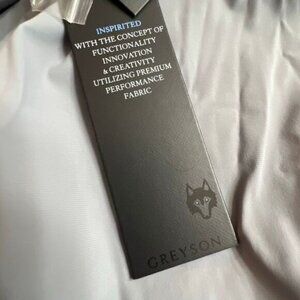 INSPIRITED
WITH THE CONCEPT OF
FUNCTIONALITY
INNOVATION
& CREATIVITY
UTILIZING PREMIUM
PERFORMANCE
FABRIC
GREYSON